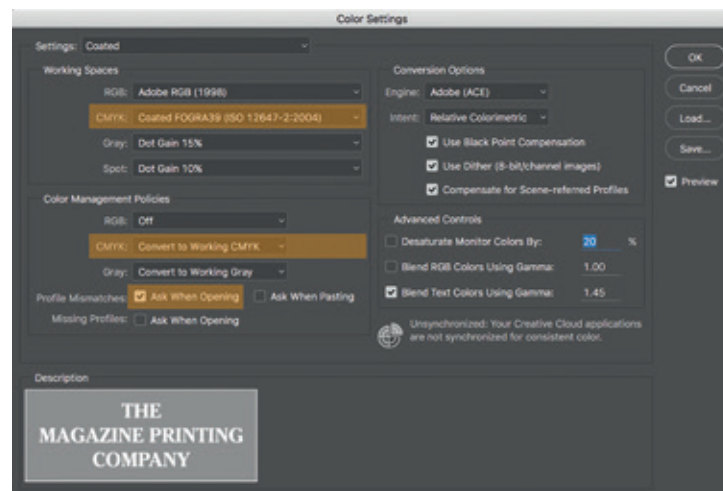 Color Settings
Settings: Coated
Working Spaces
RGB: Adobe RGB (1998)
CMYK: Coated FOGRA39 (ISO 12647-2:2004)
Gray: Dot Gain 15%
Spot: Dot Gain 10%
Color Management Policies
RGB: Off
CMYK: Convert to Working CMYK
Gray: Convert to Working Gray
Profile Mismatches: Ask When Opening Ask When Pasting
Missing Profiles: Ask When Opening
Conversion Options
Engine: Adobe (ACE)
Intent: Relative Colorimetric
Use Black Point Compensation
Use Dither (8-bit/channel images)
Compensate for Scene-referred Profiles
Advanced Controls
Desaturate Monitor Colors By: 20 %
Blend RGB Colors Using Gamma: 1.00
Blend Text Colors Using Gamma: 1.45
Unsynchronized: Your Creative Cloud applications
are not synchronized for consistent color.
OK
Cancel
Load...
Save...
Preview
Description
THE
MAGAZINE PRINTING
COMPANY